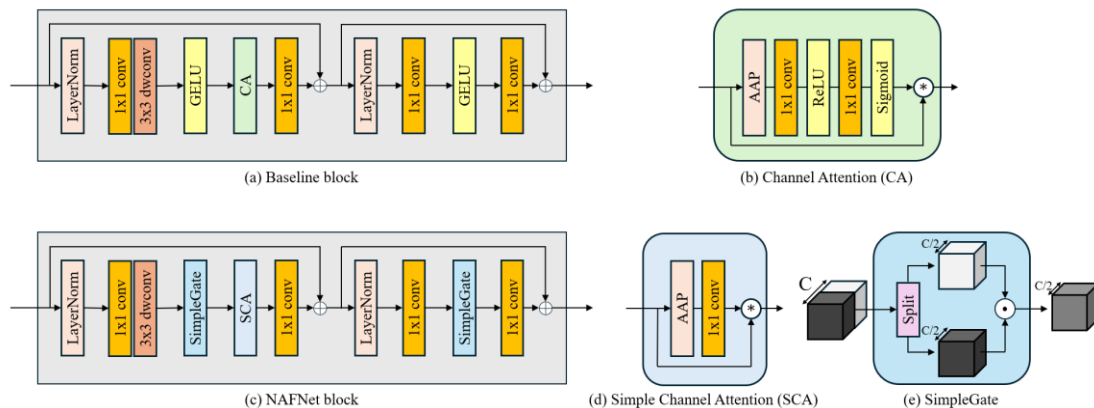 LayerNorm
1x1 conv
3x3 dwconv
GELU
CA
1x1 conv
LayerNorm
1x1 conv
GELU
1x1 conv
(a) Baseline block
AAP
1x1 conv
ReLU
1x1 conv
Sigmoid
*
(b) Channel Attention (CA)
LayerNorm
1x1 conv
3x3 dwconv
SimpleGate
SCA
1x1 conv
LayerNorm
1x1 conv
SimpleGate
1x1 conv
(c) NAFNet block
AAP
1x1 conv
*
(d) Simple Channel Attention (SCA)
C
Split
C/2
C/2
C/2
(e) SimpleGate